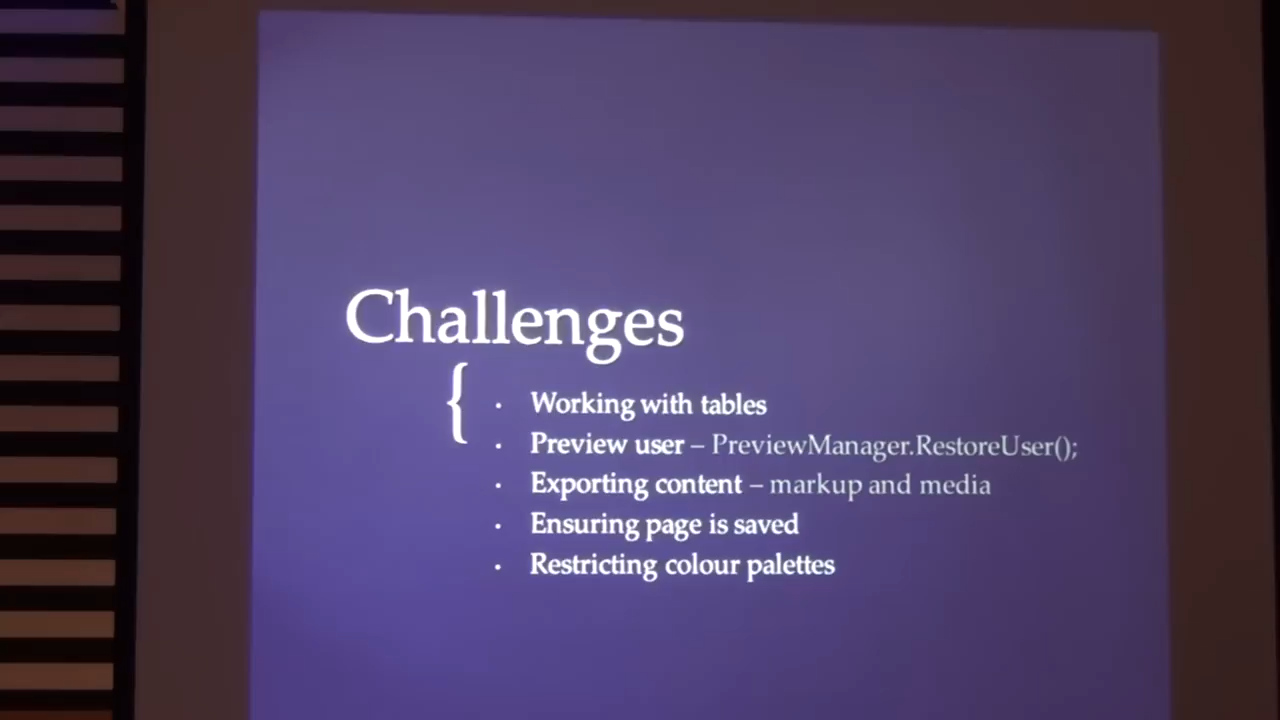 Challenges
{
· Working with tables
· Preview user – PreviewManager.RestoreUser();
· Exporting content – markup and media
· Ensuring page is saved
· Restricting colour palettes